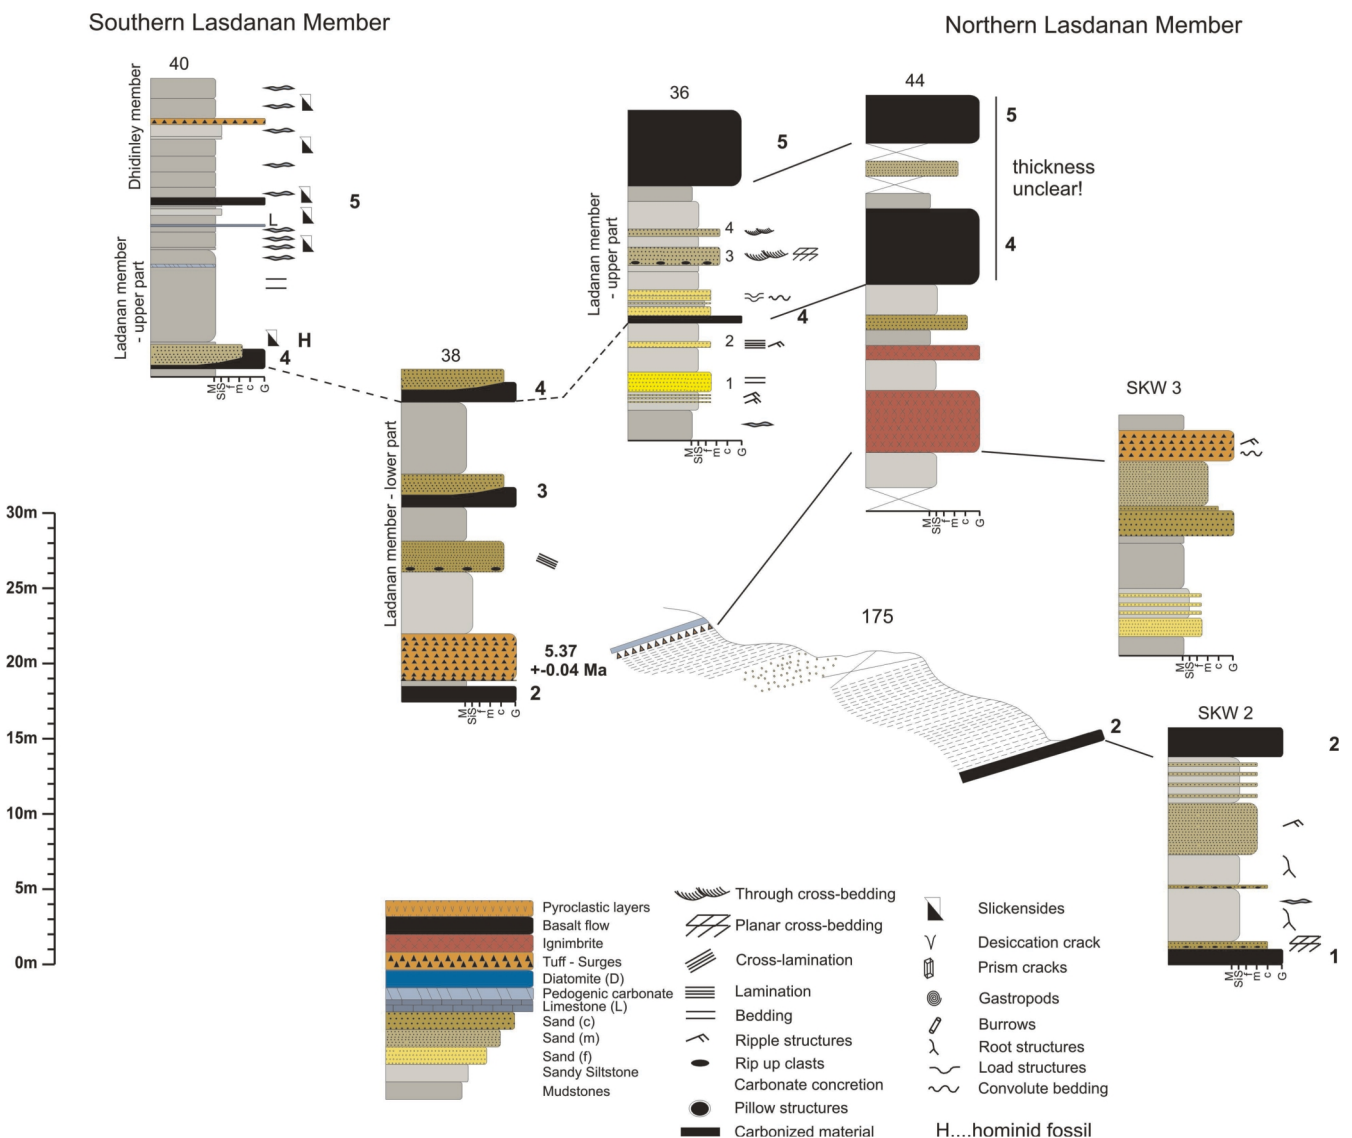 Southern Lasdanan Member
Northern Lasdanan Member
40
Dhidinley member
L
5
Ladanan member
- upper part
H
4
M
SiS
f
m
c
G
38
4
Ladanan member - lower part
3
5.37
+-0.04 Ma
2
M
SiS
f
m
c
G
36
5
Ladanan member
- upper part
4
3
4
2
1
M
SiS
f
m
c
G
44
5
thickness
unclear!
4
M
SiS
f
m
c
G
SKW 3
M
SiS
f
m
c
G
175
2
SKW 2
2
1
M
SiS
f
m
c
G
30m
25m
20m
15m
10m
5m
0m
Pyroclastic layers
Basalt flow
Ignimbrite
Tuff - Surges
Diatomite (D)
Pedogenic carbonate
Limestone (L)
Sand (c)
Sand (m)
Sand (f)
Sandy Siltstone
Mudstones
Through cross-bedding
Planar cross-bedding
Cross-lamination
Lamination
Bedding
Ripple structures
Rip up clasts
Carbonate concretion
Pillow structures
Carbonized material
Slickensides
Desiccation crack
Prism cracks
Gastropods
Burrows
Root structures
Load structures
Convolute bedding
H....hominid fossil